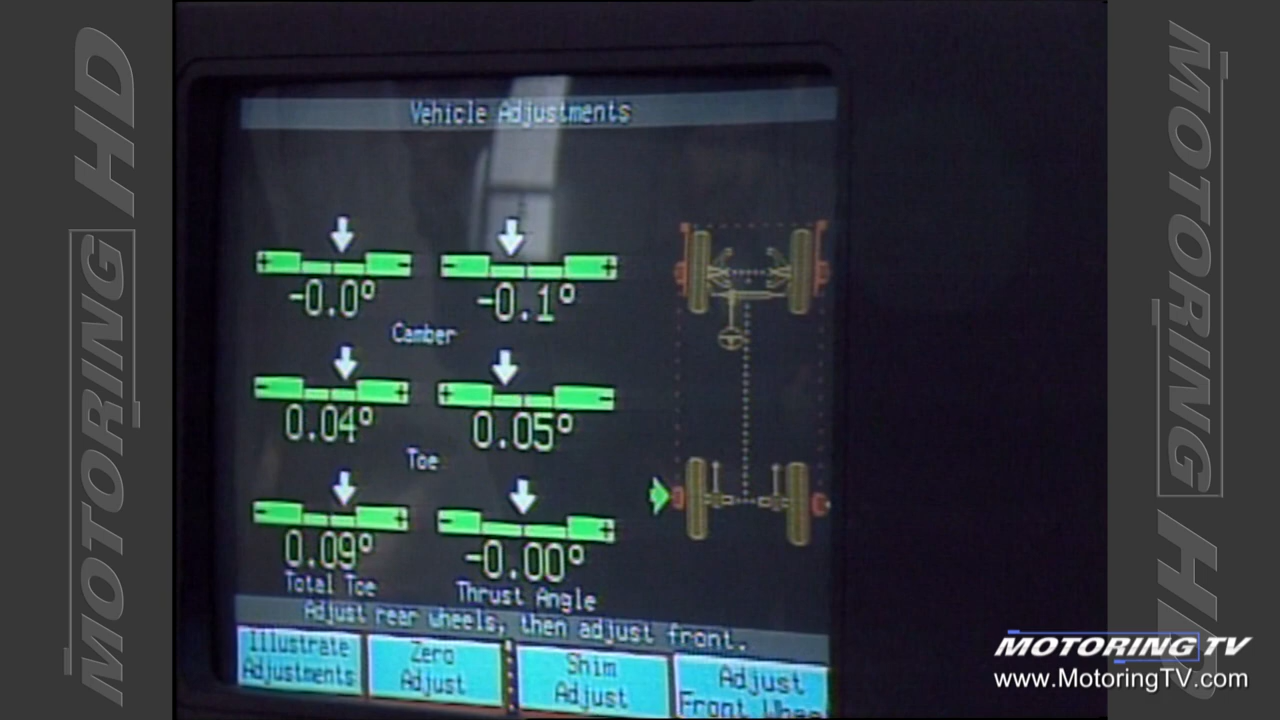 MOTORING HD
Vehicle Adjustments
+ - - +
-0.0° -0.1°
Camber
- + + -
0.04° 0.05°
Toe
- + - +
0.09° -0.00°
Total Toe Thrust Angle
Adjust rear wheels, then adjust front.
Illustrate Adjustments
Zero Adjust
Shim Adjust
Adjust Front
MOTORING HD
MOTORING TV
www.MotoringTV.com